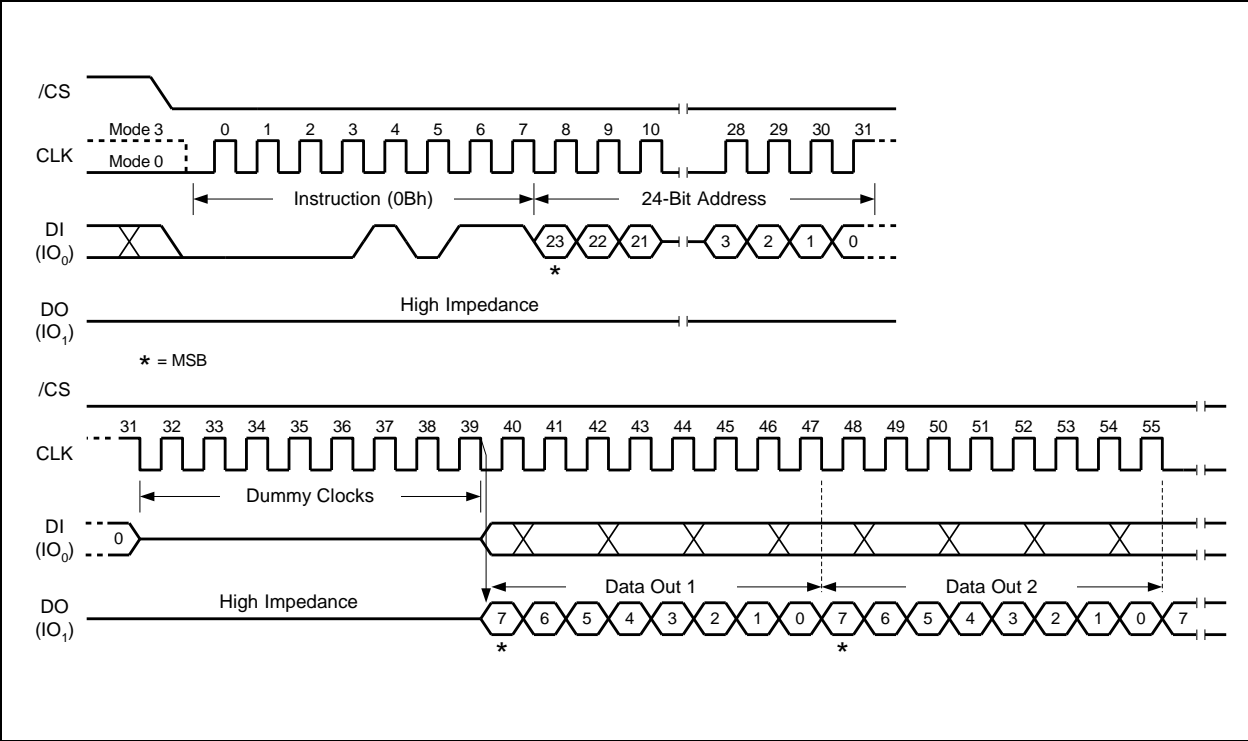 /CS
Mode 3
0 1 2 3 4 5 6 7 8 9 10 28 29 30 31
CLK
Mode 0
Instruction (0Bh) 24-Bit Address
DI
(IO0)
23 22 21 3 2 1 0
*
DO
(IO1)
High Impedance
* = MSB
/CS
31 32 33 34 35 36 37 38 39 40 41 42 43 44 45 46 47 48 49 50 51 52 53 54 55
CLK
Dummy Clocks
DI
(IO0)
0
Data Out 1 Data Out 2
DO
(IO1)
High Impedance
7 6 5 4 3 2 1 0 7 6 5 4 3 2 1 0 7
* *